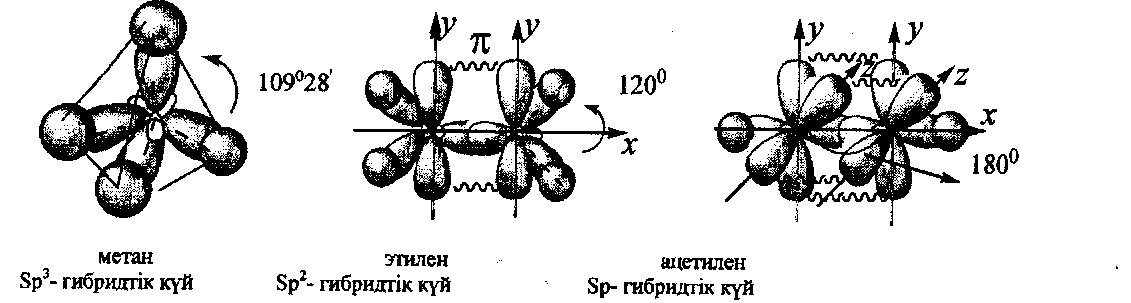 y y π 109⁰28' 120⁰ x
y y z z x 180⁰
метан
Sp³- гибридтік күй
этилен
Sp²- гибридтік күй
ацетилен
Sp- гибридтік күй